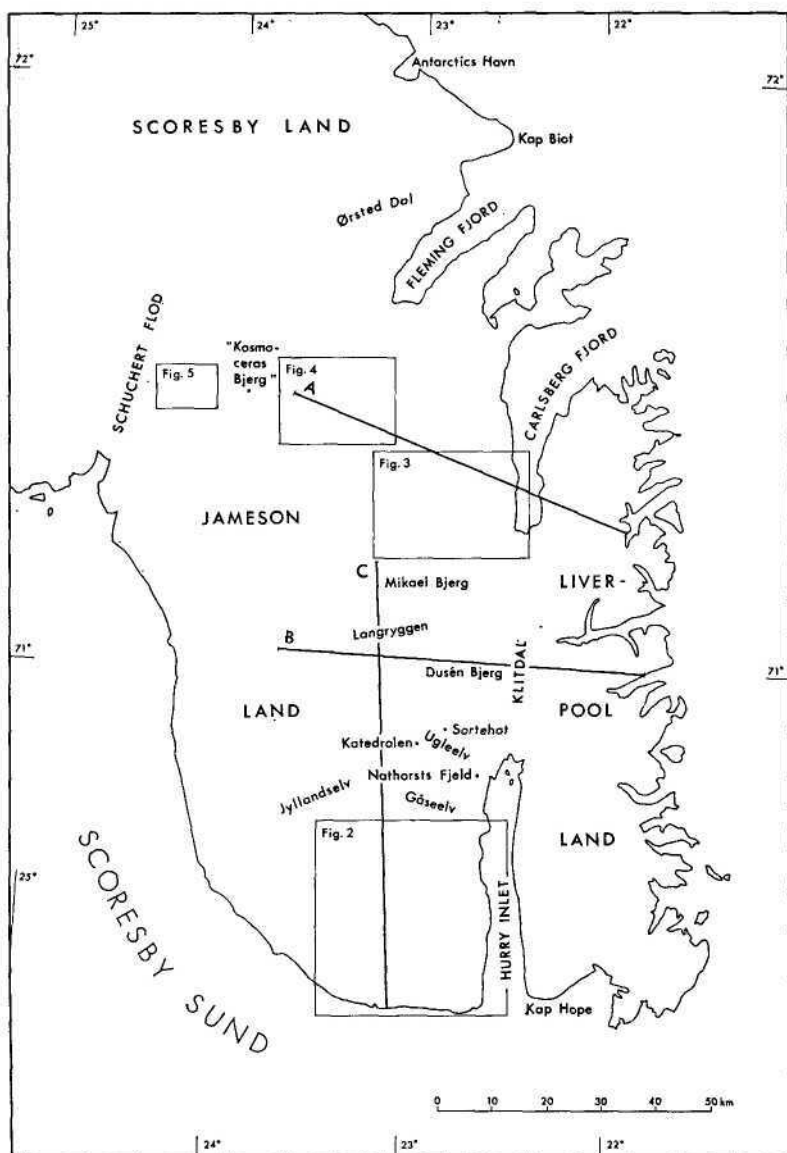 25°
24°
23°
22°
72°
72°
Antarctics Havn
SCORESBY LAND
Kap Biot
Ørsted Dal
FLEMING FJORD
SCHUCHERT FLOD
"Kosmo-
ceras
Bjerg"
Fig. 5
Fig. 4
A
CARLSBERG FJORD
Fig. 3
JAMESON
C
Mikael Bjerg
LIVER-
Langryggen
B
71°
71°
Dusén Bjerg
KLITDAL
LAND
POOL
Sortehat
Katedralen
Ugleelv
Nathorsts Fjeld
Jyllandselv
Gåseelv
Fig. 2
LAND
25°
SCORESBY SUND
HURRY INLET
Kap Hope
0 10 20 30 40 50 km
24°
23°
22°